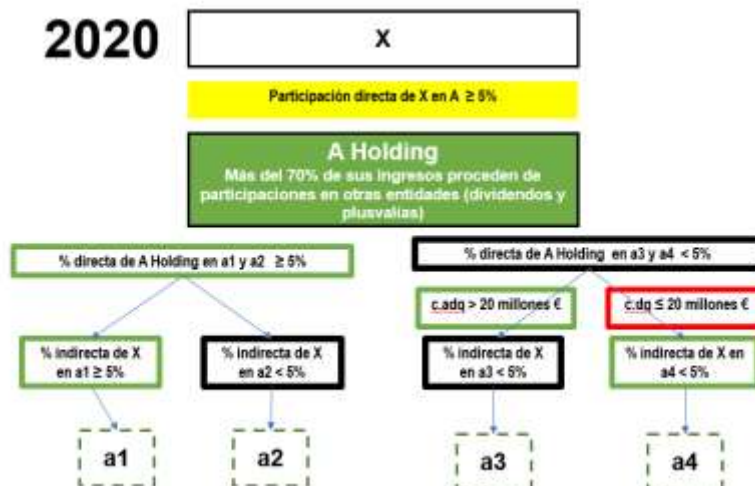 2020
X
Participación directa de X en A ≥ 5%
A Holding
Más del 70% de sus ingresos proceden de
participaciones en otras entidades (dividendos y
plusvalías)
% directa de A Holding en a1 y a2 ≥ 5%
% directa de A Holding en a3 y a4 < 5%
c.adq > 20 millones €
c.dq ≤ 20 millones €
% indirecta de X
en a1 ≥ 5%
% indirecta de X
en a2 < 5%
% indirecta de X
en a3 < 5%
% indirecta de X en
a4 < 5%
a1
a2
a3
a4